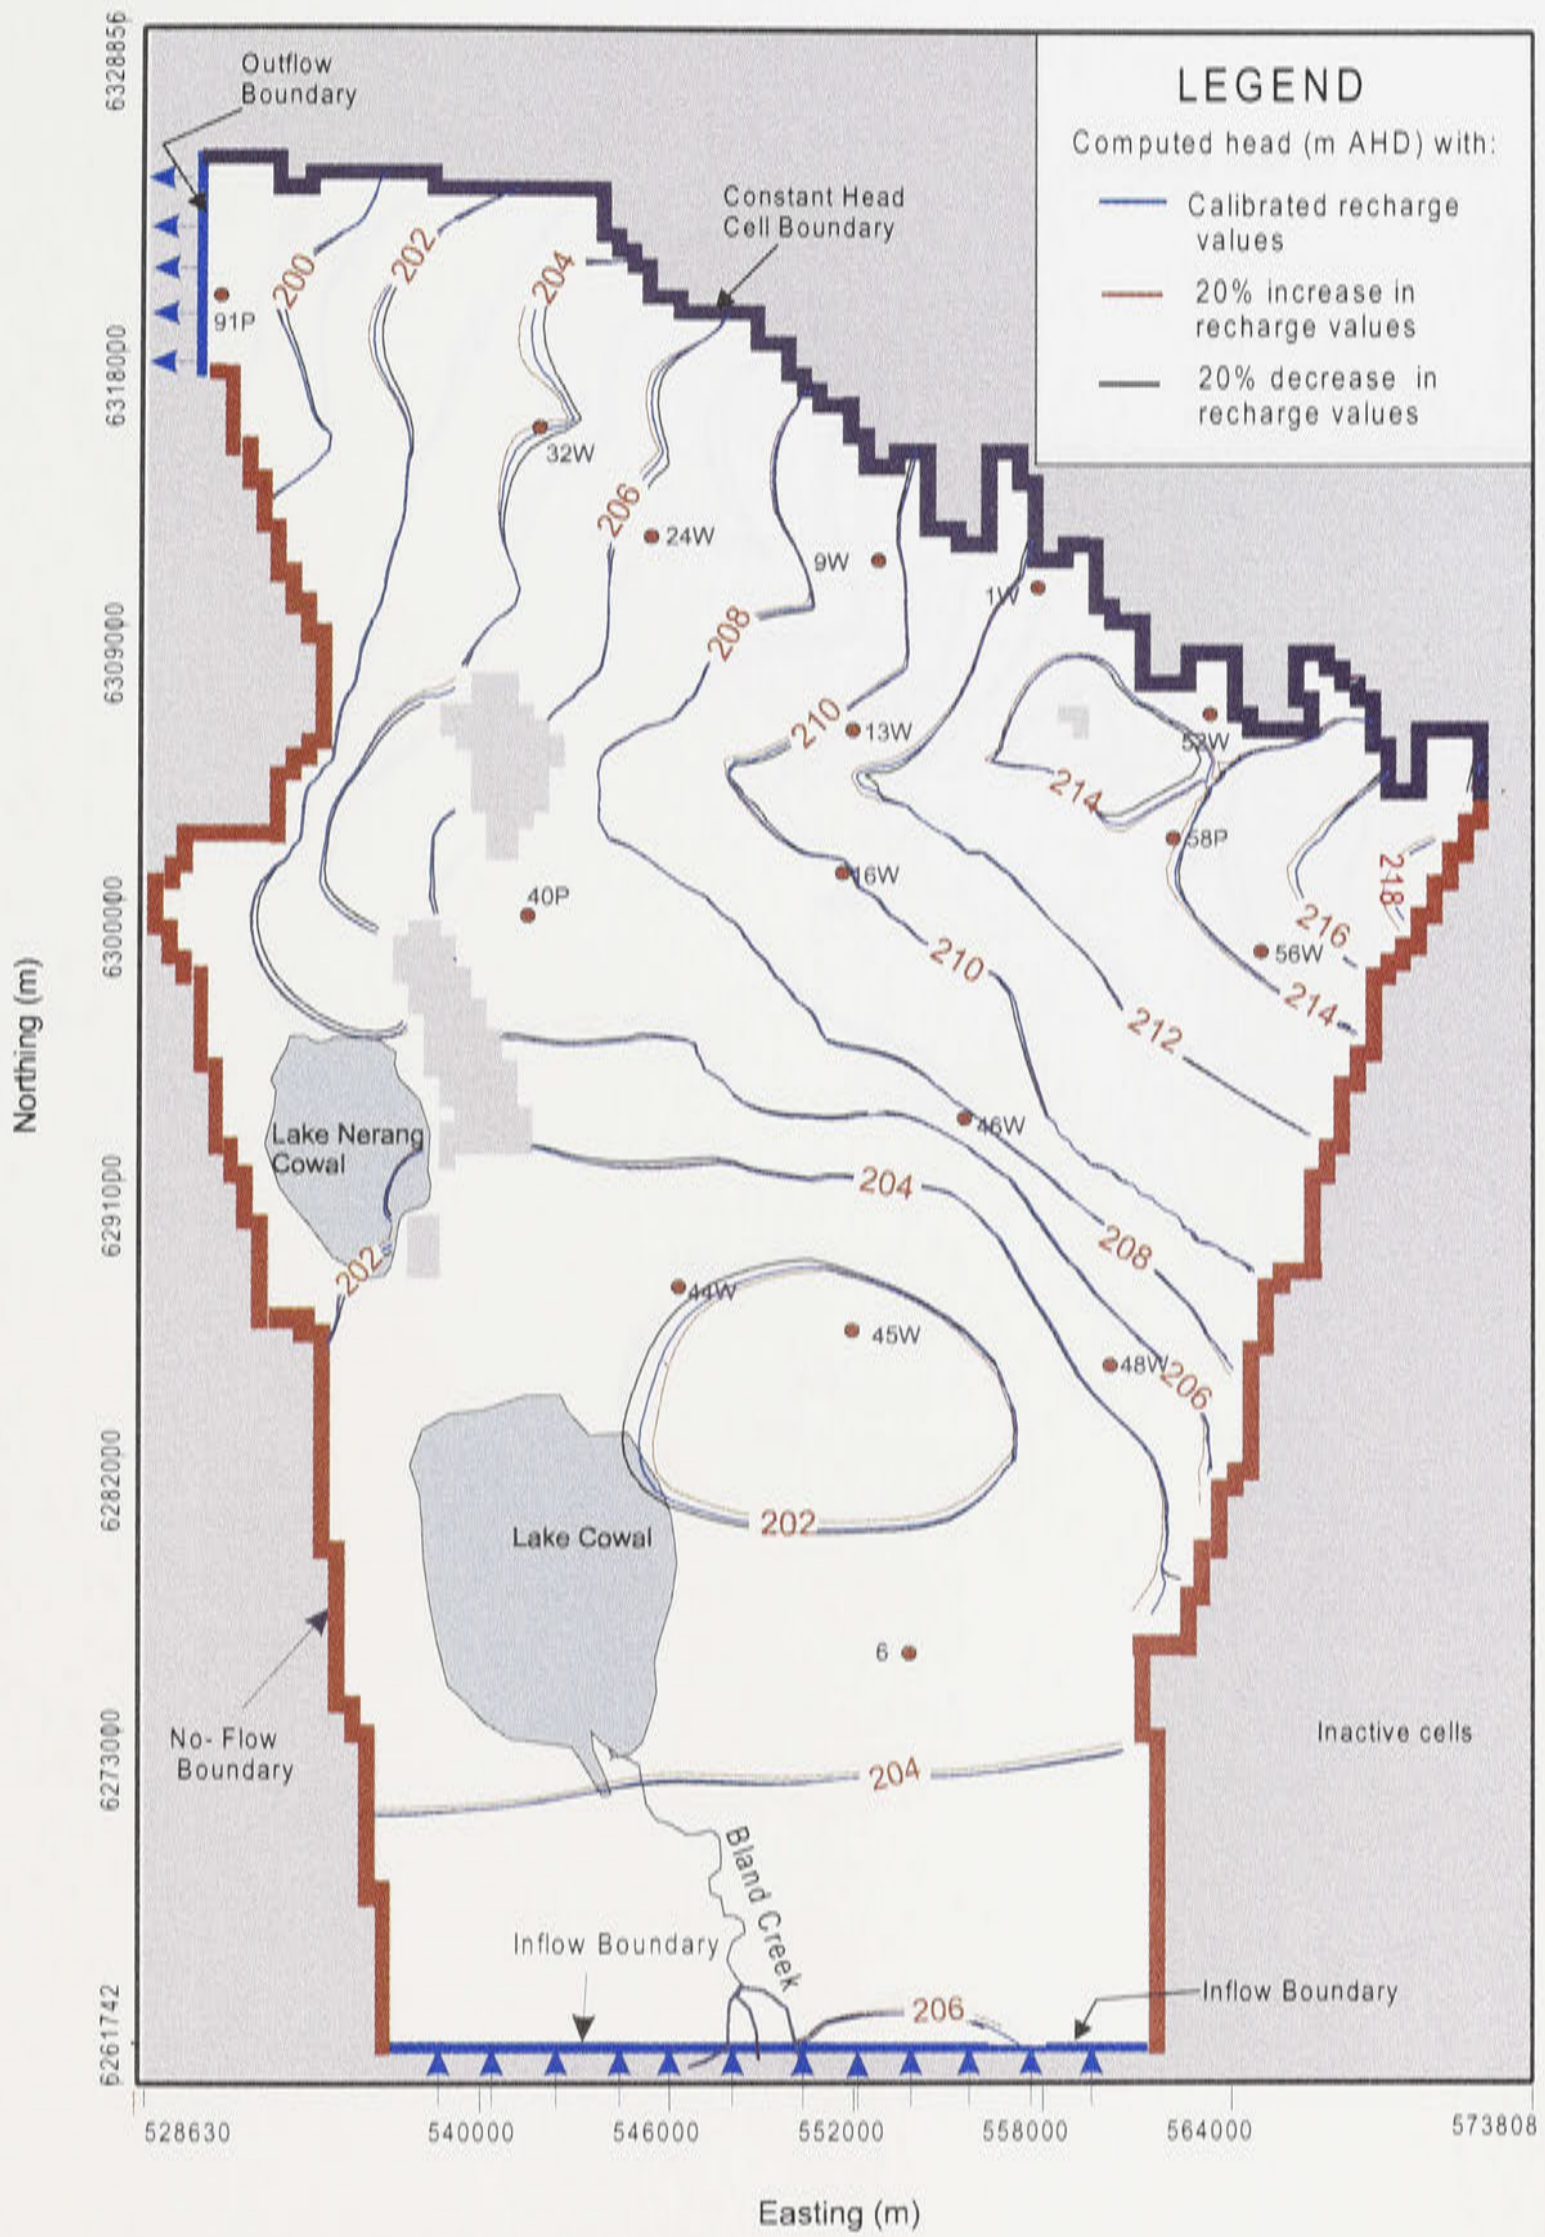 Outflow
Boundary
LEGEND
Computed head (m AHD) with:
Calibrated recharge
values
20% increase in
recharge values
20% decrease in
recharge values
Constant Head
Cell Boundary
200
202
204
91P
32W
206
24W
9W
1W
208
210
13W
52W
214
58P
218
16W
40P
216
56W
210
214
212
Lake Nerang
Cowal
46W
204
208
202
44W
45W
48W
206
202
Lake Cowal
6
No- Flow
Boundary
Inactive cells
204
Bland Creek
Inflow Boundary
206
Inflow Boundary
6328856
6318000
6309000
6300000
6291000
6282000
6273000
6261742
Northing (m)
528630
540000
546000
552000
558000
564000
573808
Easting (m)